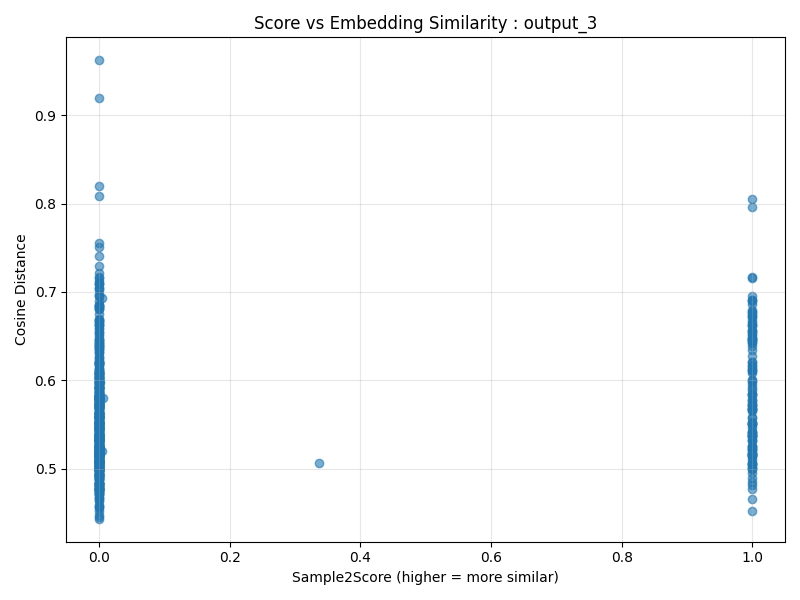 Score vs Embedding Similarity : output_3
0.9
0.8
0.7
0.6
0.5
Cosine Distance
0.0 0.2 0.4 0.6 0.8 1.0
Sample2Score (higher = more similar)